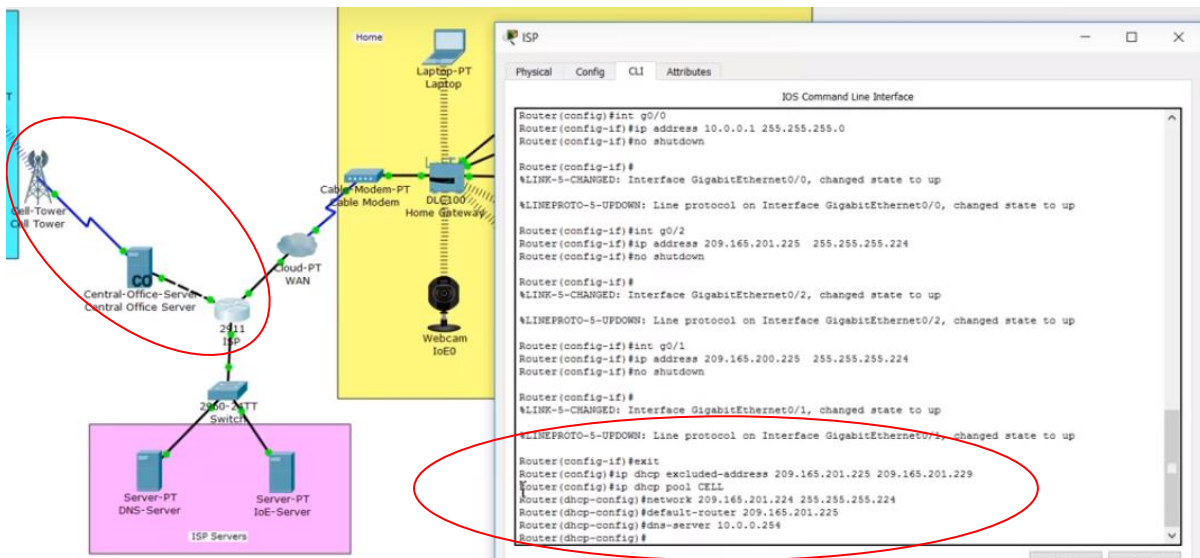 Home
Laptop-PT
Laptop
T
Cell-Tower
Cell Tower
Cable-Modem-PT
Cable Modem
DLC100
Home Gateway
CO
Central-Office-Server
Central Office Server
Cloud-PT
WAN
2911
ISP
Webcam
IoE0
2960-24TT
Switch
Server-PT
DNS-Server
Server-PT
IoE-Server
ISP Servers
ISP
Physical Config CLI Attributes
IOS Command Line Interface
Router(config)#int g0/0
Router(config-if)#ip address 10.0.0.1 255.255.255.0
Router(config-if)#no shutdown
Router(config-if)#
%LINK-5-CHANGED: Interface GigabitEthernet0/0, changed state to up
%LINEPROTO-5-UPDOWN: Line protocol on Interface GigabitEthernet0/0, changed state to up
Router(config-if)#int g0/2
Router(config-if)#ip address 209.165.201.225 255.255.255.224
Router(config-if)#no shutdown
Router(config-if)#
%LINK-5-CHANGED: Interface GigabitEthernet0/2, changed state to up
%LINEPROTO-5-UPDOWN: Line protocol on Interface GigabitEthernet0/2, changed state to up
Router(config-if)#int g0/1
Router(config-if)#ip address 209.165.200.225 255.255.255.224
Router(config-if)#no shutdown
Router(config-if)#
%LINK-5-CHANGED: Interface GigabitEthernet0/1, changed state to up
%LINEPROTO-5-UPDOWN: Line protocol on Interface GigabitEthernet0/1, changed state to up
Router(config-if)#exit
Router(config)#ip dhcp excluded-address 209.165.201.225 209.165.201.229
Router(config)#ip dhcp pool CELL
Router(dhcp-config)#network 209.165.201.224 255.255.255.224
Router(dhcp-config)#default-router 209.165.201.225
Router(dhcp-config)#dns-server 10.0.0.254
Router(dhcp-config)#